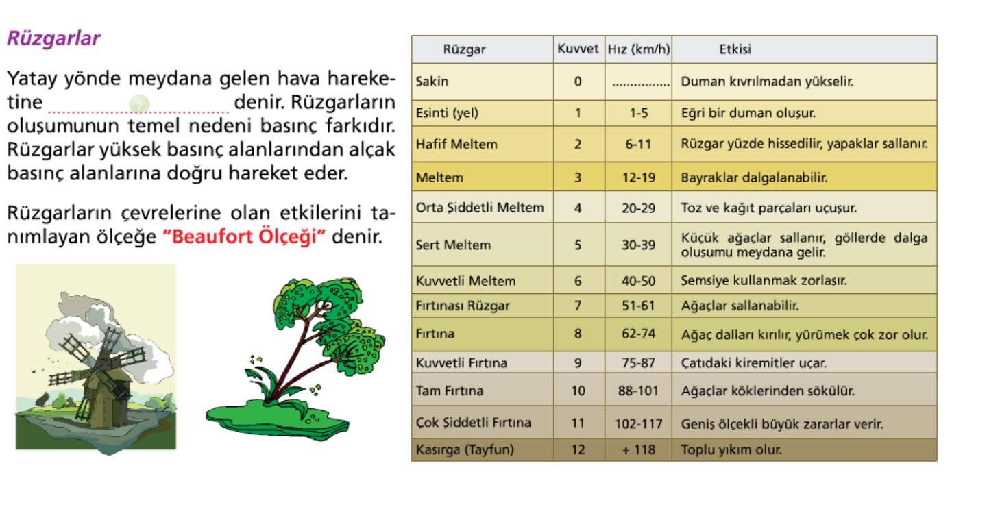 Rüzgarlar
Yatay yönde meydana gelen hava hareke-
tine ? denir. Rüzgarların
oluşumunun temel nedeni basınç farkıdır.
Rüzgarlar yüksek basınç alanlarından alçak
basınç alanlarına doğru hareket eder.
Rüzgarların çevrelerine olan etkilerini ta-
nımlayan ölçeğe "Beaufort Ölçeği" denir.
Rüzgar Kuvvet Hız (km/h) Etkisi
Sakin 0 ................ Duman kıvrılmadan yükselir.
Esinti (yel) 1 1-5 Eğri bir duman oluşur.
Hafif Meltem 2 6-11 Rüzgar yüzde hissedilir, yapaklar sallanır.
Meltem 3 12-19 Bayraklar dalgalanabilir.
Orta Şiddetli Meltem 4 20-29 Toz ve kağıt parçaları uçuşur.
Sert Meltem 5 30-39 Küçük ağaçlar sallanır, göllerde dalga
oluşumu meydana gelir.
Kuvvetli Meltem 6 40-50 Şemsiye kullanmak zorlaşır.
Fırtınası Rüzgar 7 51-61 Ağaçlar sallanabilir.
Fırtına 8 62-74 Ağaç dalları kırılır, yürümek çok zor olur.
Kuvvetli Fırtına 9 75-87 Çatıdaki kiremitler uçar.
Tam Fırtına 10 88-101 Ağaçlar köklerinden sökülür.
Çok Şiddetli Fırtına 11 102-117 Geniş ölçekli büyük zararlar verir.
Kasırga (Tayfun) 12 + 118 Toplu yıkım olur.